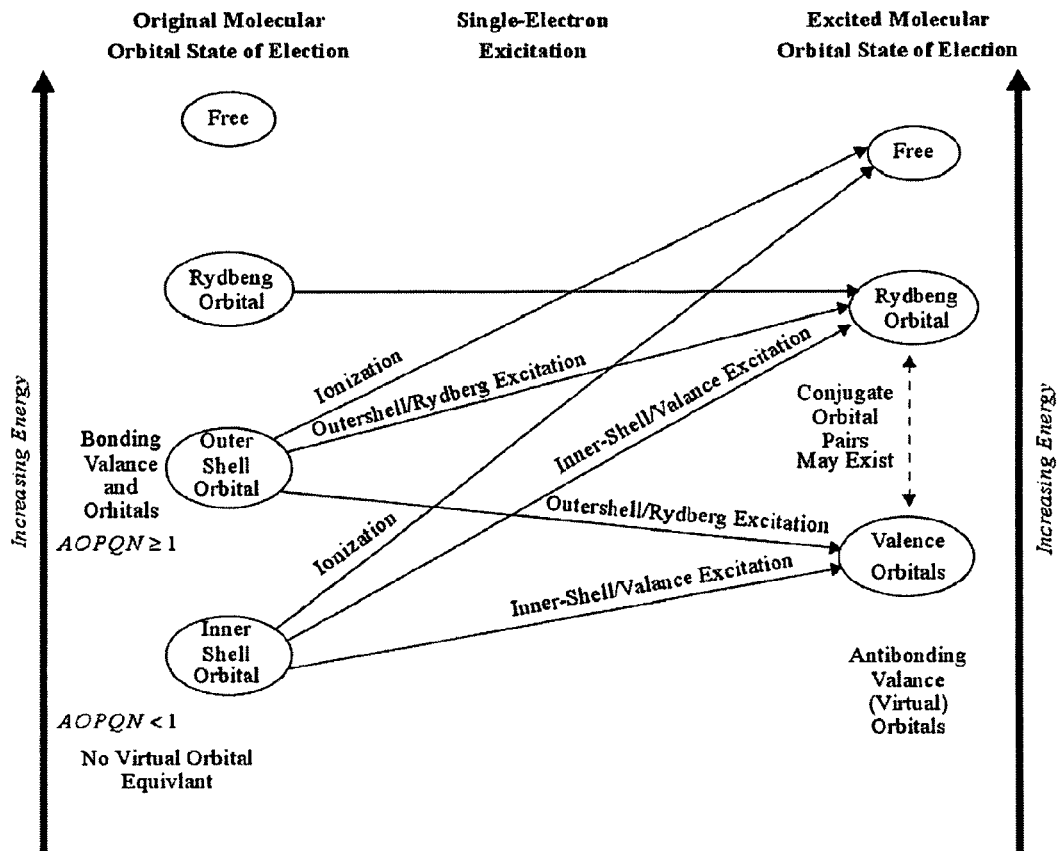 Original Molecular
Orbital State of Election
Single-Electron
Exicitation
Excited Molecular
Orbital State of Election
Free
Free
Rydbeng
Orbital
Rydbeng
Orbital
Ionization
Outershell/Rydberg Excitation
Inner-Shell/Valance Excitation
Conjugate
Orbital
Pairs
May Exist
Increasing Energy
Increasing Energy
Bonding
Valance
and
Orhitals
Outer
Shell
Orbital
AOPQN ≥ 1
Outershell/Rydberg Excitation
Ionization
Valence
Orbitals
Inner-Shell/Valance Excitation
Inner
Shell
Orbital
Antibonding
Valance
(Virtual)
Orbitals
AOPQN < 1
No Virtual Orbital
Equivlant